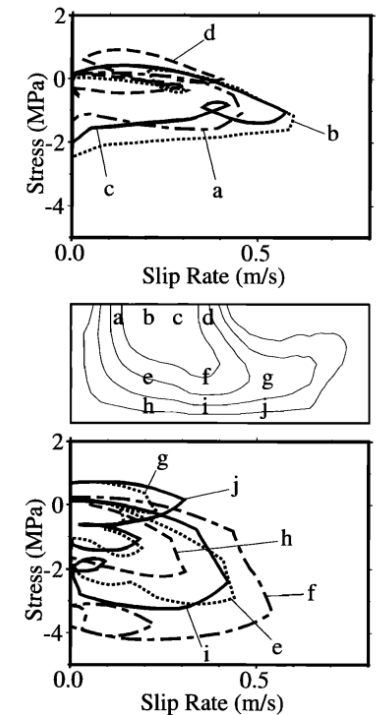 2
d
0
Stress (MPa)
-2
b
c
a
-4
0.0
0.5
Slip Rate (m/s)
a b c d
e f g
h i j
2
g
j
0
Stress (MPa)
h
-2
f
-4
i
e
0.0
0.5
Slip Rate (m/s)